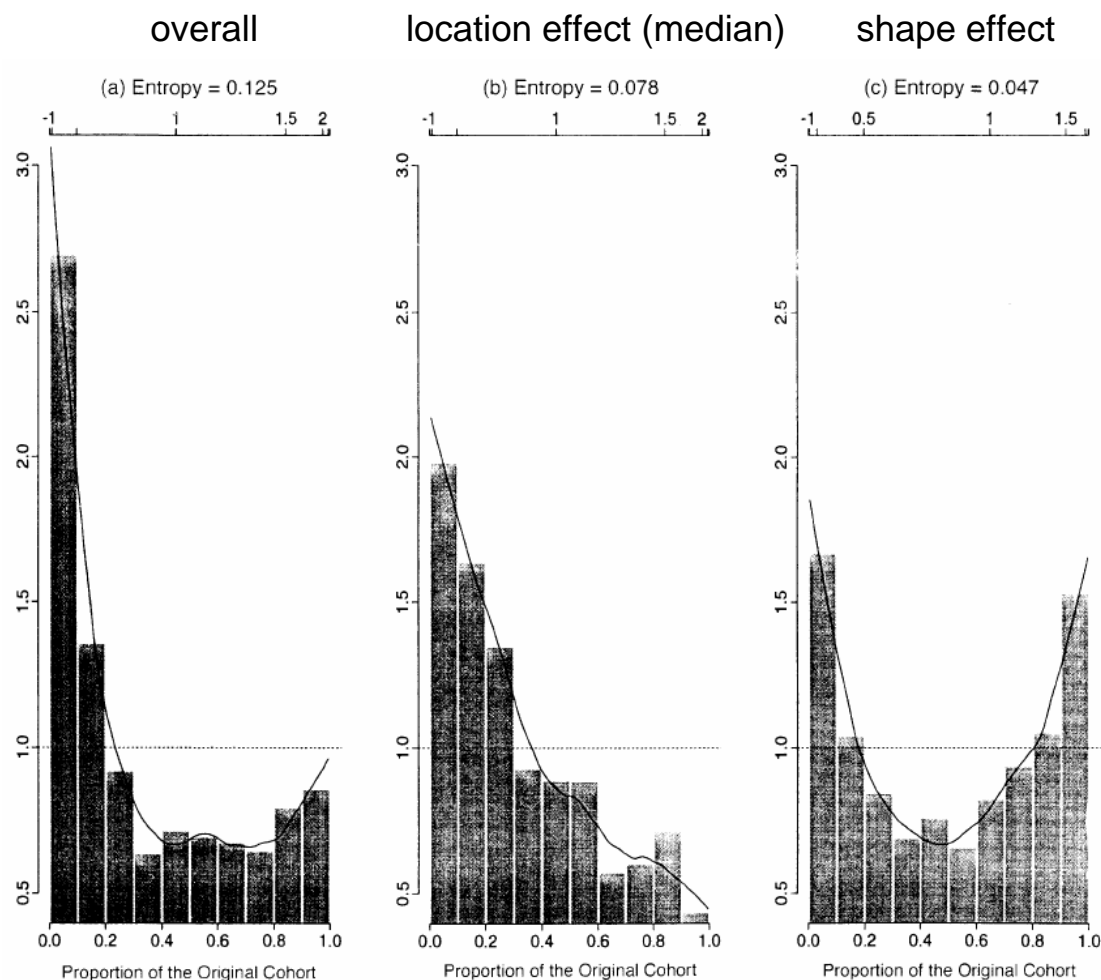 overall
location effect (median)
shape effect
(a) Entropy = 0.125
(b) Entropy = 0.078
(c) Entropy = 0.047
-1 1 1.5 2
-1 1 1.5 2
-1 0.5 1 1.5
3.0
2.5
2.0
1.5
1.0
0.5
0.0 0.2 0.4 0.6 0.8 1.0
Proportion of the Original Cohort
3.0
2.5
2.0
1.5
1.0
0.5
0.0 0.2 0.4 0.6 0.8 1.0
Proportion of the Original Cohort
3.0
2.5
2.0
1.5
1.0
0.5
0.0 0.2 0.4 0.6 0.8 1.0
Proportion of the Original Cohort